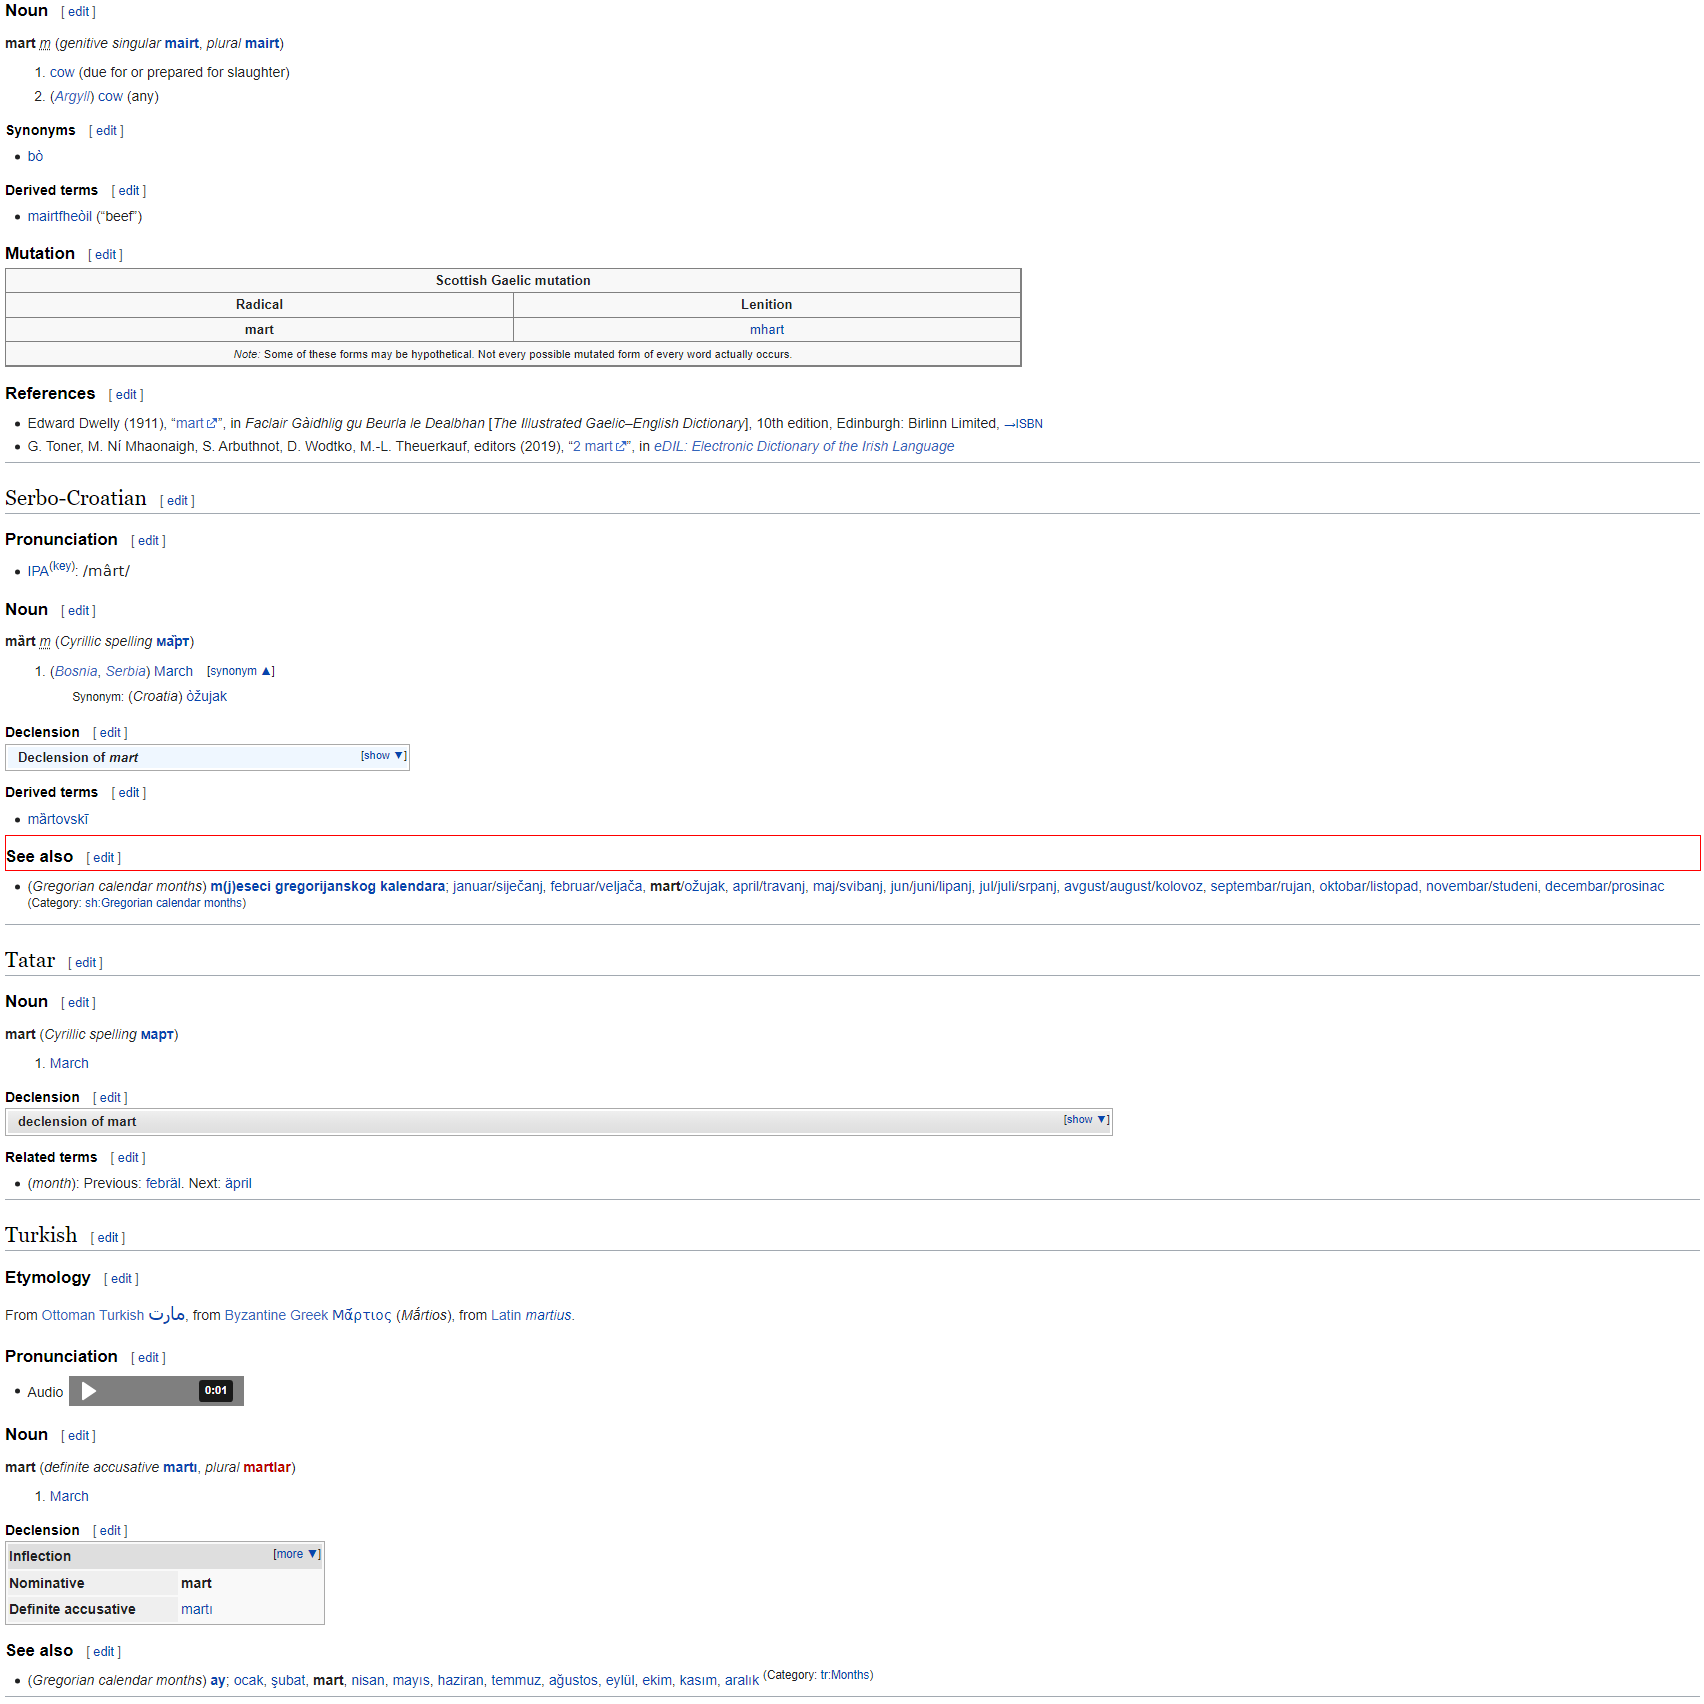 Noun [ edit ]
mart m (genitive singular mairt, plural mairt)
1. cow (due for or prepared for slaughter)
2. (Argyll) cow (any)
Synonyms [ edit ]
• bò
Derived terms [ edit ]
• mairtfheòil (“beef”)
Mutation [ edit ]
Scottish Gaelic mutation
Radical Lenition
mart mhart
Note: Some of these forms may be hypothetical. Not every possible mutated form of every word actually occurs.
References [ edit ]
• Edward Dwelly (1911), “mart”, in Faclair Gàidhlig gu Beurla le Dealbhan [The Illustrated Gaelic–English Dictionary], 10th edition, Edinburgh: Birlinn Limited, →ISBN
• G. Toner, M. Ní Mhaonaigh, S. Arbuthnot, D. Wodtko, M.-L. Theuerkauf, editors (2019), “2 mart”, in eDIL: Electronic Dictionary of the Irish Language
Serbo-Croatian [ edit ]
Pronunciation [ edit ]
• IPA(key): /mârt/
Noun [ edit ]
mȁrt m (Cyrillic spelling ма̏рт)
1. (Bosnia, Serbia) March [synonym ▲]
Synonym: (Croatia) òžujak
Declension [ edit ]
Declension of mart [show ▼]
Derived terms [ edit ]
• mȁrtovskī
See also [ edit ]
• (Gregorian calendar months) m(j)eseci gregorijanskog kalendara; januar/siječanj, februar/veljača, mart/ožujak, april/travanj, maj/svibanj, jun/juni/lipanj, jul/juli/srpanj, avgust/august/kolovoz, septembar/rujan, oktobar/listopad, novembar/studeni, decembar/prosinac
(Category: sh:Gregorian calendar months)
Tatar [ edit ]
Noun [ edit ]
mart (Cyrillic spelling март)
1. March
Declension [ edit ]
declension of mart [show ▼]
Related terms [ edit ]
• (month): Previous: febräl. Next: äpril
Turkish [ edit ]
Etymology [ edit ]
From Ottoman Turkish مارت, from Byzantine Greek Μᾰ́ρτιος (Mắrtios), from Latin martius.
Pronunciation [ edit ]
• Audio 0:01
Noun [ edit ]
mart (definite accusative martı, plural martlar)
1. March
Declension [ edit ]
Inflection [more ▼]
Nominative mart
Definite accusative martı
See also [ edit ]
• (Gregorian calendar months) ay; ocak, şubat, mart, nisan, mayıs, haziran, temmuz, ağustos, eylül, ekim, kasım, aralık (Category: tr:Months)